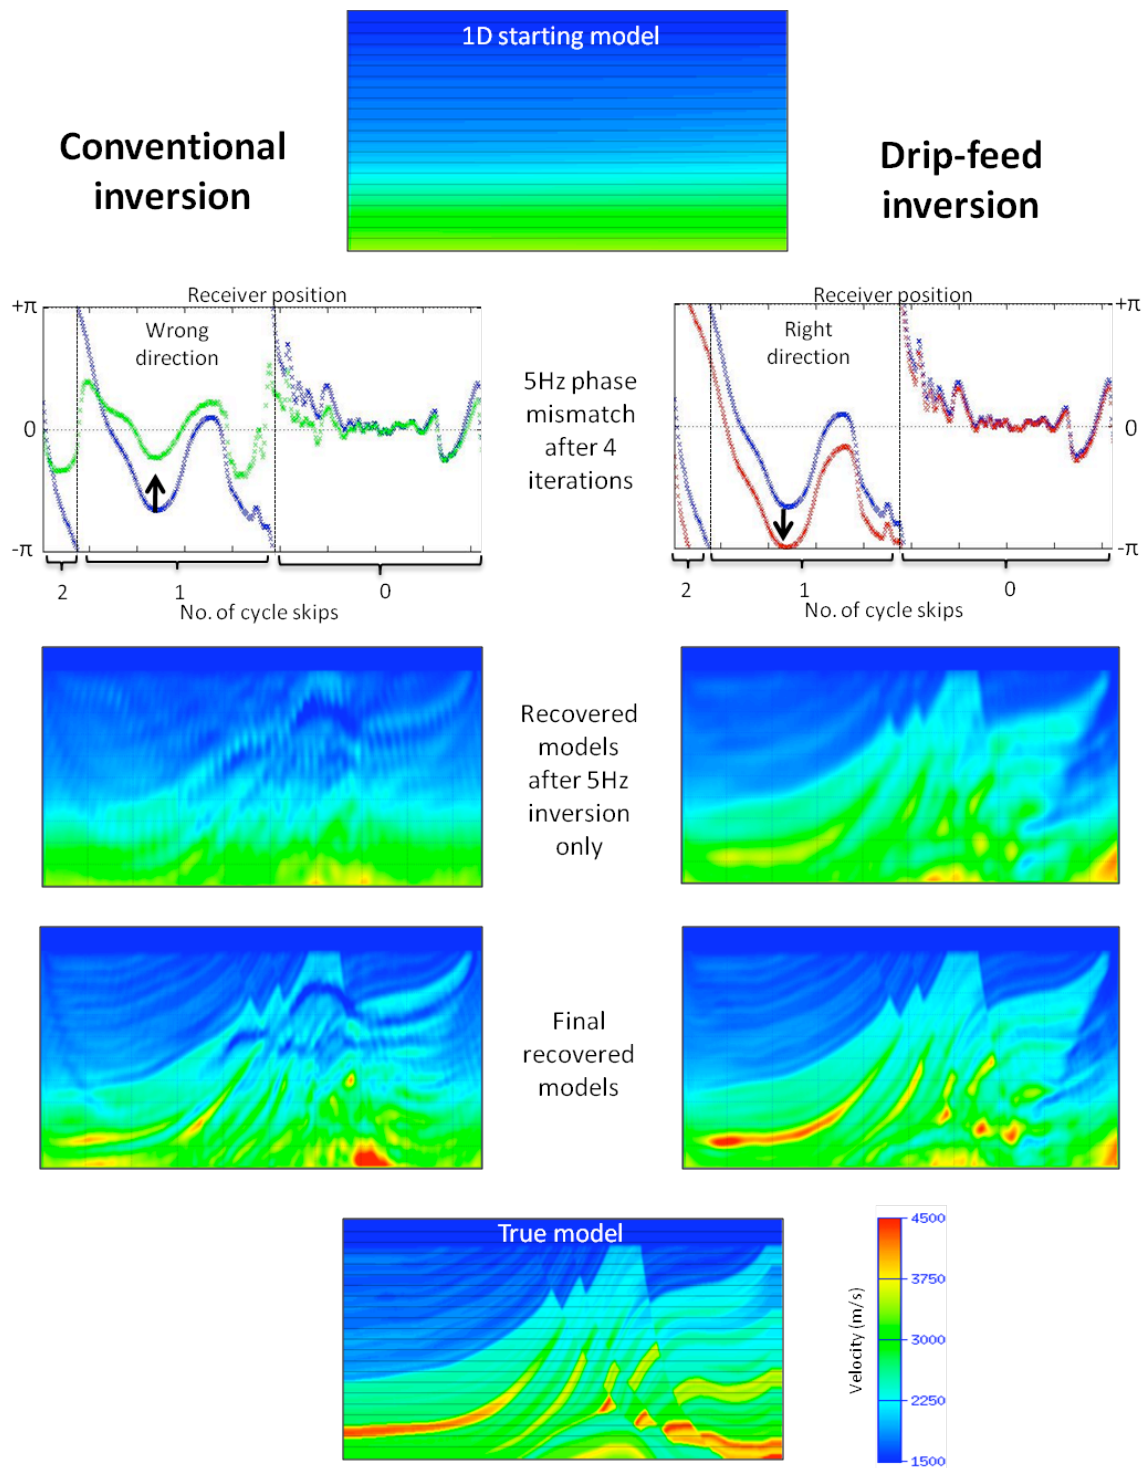 1D starting model
Conventional
inversion
Drip-feed
inversion
Receiver position
+π
Wrong
direction
0
-π
2
1
0
No. of cycle skips
5Hz phase
mismatch
after 4
iterations
Receiver position
+π
Right
direction
0
-π
2
1
0
No. of cycle skips
Recovered
models
after 5Hz
inversion
only
Final
recovered
models
True model
Velocity (m/s)
4500
3750
3000
2250
1500